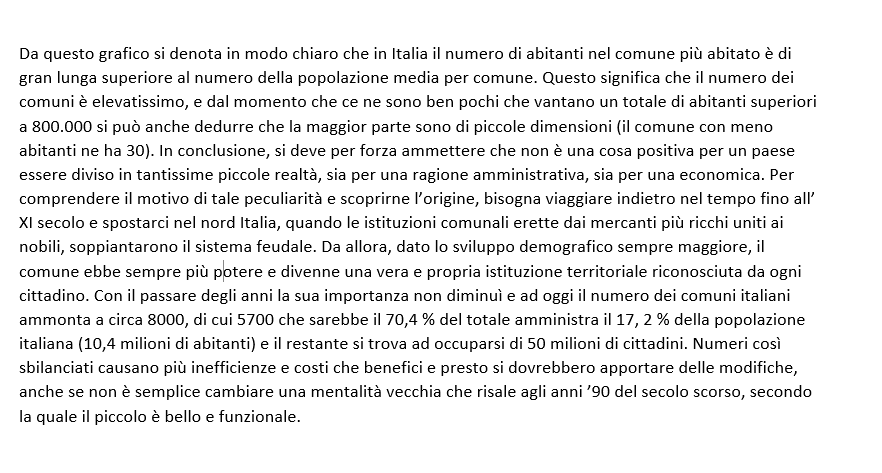 Da questo grafico si denota in modo chiaro che in Italia il numero di abitanti nel comune più abitato è di
gran lunga superiore al numero della popolazione media per comune. Questo significa che il numero dei
comuni è elevatissimo, e dal momento che ce ne sono ben pochi che vantano un totale di abitanti superiori
a 800.000 si può anche dedurre che la maggior parte sono di piccole dimensioni (il comune con meno
abitanti ne ha 30). In conclusione, si deve per forza ammettere che non è una cosa positiva per un paese
essere diviso in tantissime piccole realtà, sia per una ragione amministrativa, sia per una economica. Per
comprendere il motivo di tale peculiarità e scoprirne l’origine, bisogna viaggiare indietro nel tempo fino all’
XI secolo e spostarci nel nord Italia, quando le istituzioni comunali erette dai mercanti più ricchi uniti ai
nobili, soppiantarono il sistema feudale. Da allora, dato lo sviluppo demografico sempre maggiore, il
comune ebbe sempre più potere e divenne una vera e propria istituzione territoriale riconosciuta da ogni
cittadino. Con il passare degli anni la sua importanza non diminuì e ad oggi il numero dei comuni italiani
ammonta a circa 8000, di cui 5700 che sarebbe il 70,4 % del totale amministra il 17, 2 % della popolazione
italiana (10,4 milioni di abitanti) e il restante si trova ad occuparsi di 50 milioni di cittadini. Numeri così
sbilanciati causano più inefficienze e costi che benefici e presto si dovrebbero apportare delle modifiche,
anche se non è semplice cambiare una mentalità vecchia che risale agli anni ’90 del secolo scorso, secondo
la quale il piccolo è bello e funzionale.